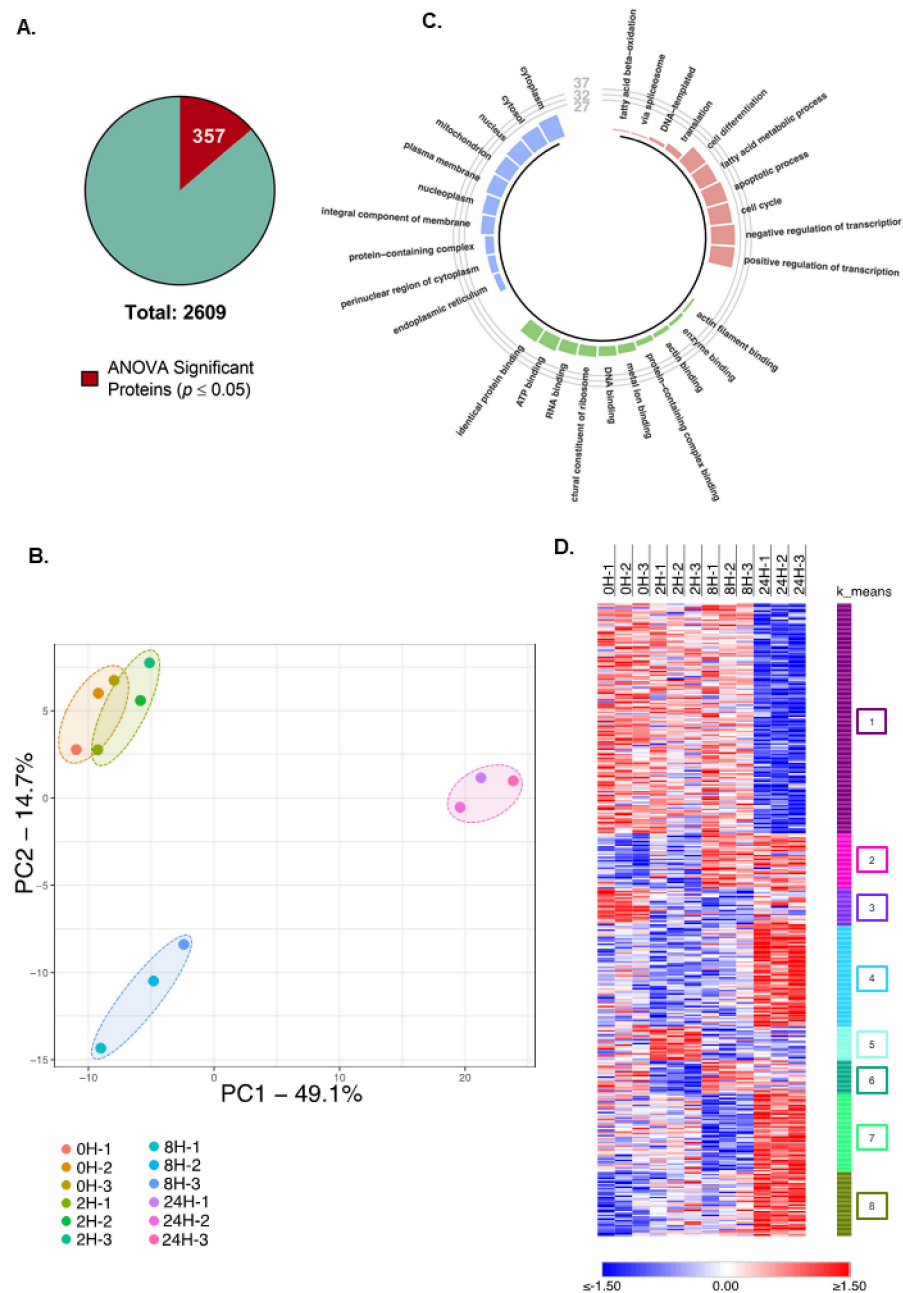 A.
357
Total: 2609
ANOVA Significant
Proteins (p ≤ 0.05)
C.
37
32
27
fatty acid beta-oxidation
via spliceosome
DNA-templated
translation
cell differentiation
fatty acid metabolic process
apoptotic process
cell cycle
negative regulation of transcription
positive regulation of transcription
actin filament binding
enzyme binding
actin binding
protein-containing complex binding
metal ion binding
DNA binding
ctural constituent of ribosome
RNA binding
ATP binding
identical protein binding
endoplasmic reticulum
perinuclear region of cytoplasm
protein-containing complex
integral component of membrane
nucleoplasm
plasma membrane
mitochondrion
nucleus
cytosol
cytoplasm
B.
PC2 – 14.7%
5
0
−5
−10
−15
−10
0
10
20
PC1 – 49.1%
0H-1
0H-2
0H-3
2H-1
2H-2
2H-3
8H-1
8H-2
8H-3
24H-1
24H-2
24H-3
D.
0H-1
0H-2
0H-3
2H-1
2H-2
2H-3
8H-1
8H-2
8H-3
24H-1
24H-2
24H-3
k_means
1
2
3
4
5
6
7
8
≤-1.50
0.00
≥1.50